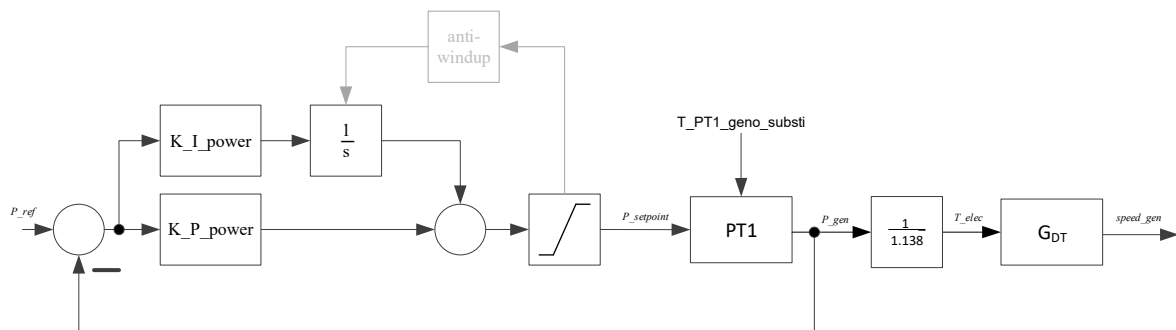 anti-
windup
T_PT1_geno_substi
K_I_power
1
s
P_ref
K_P_power
P_setpoint
PT1
P_gen
1
1.138
T_elec
G_DT
speed_gen